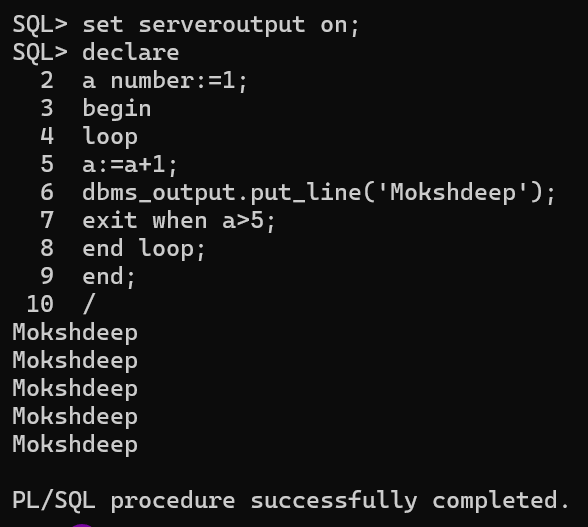 SQL> set serveroutput on;
SQL> declare
  2  a number:=1;
  3  begin
  4  loop
  5  a:=a+1;
  6  dbms_output.put_line('Mokshdeep');
  7  exit when a>5;
  8  end loop;
  9  end;
 10  /
Mokshdeep
Mokshdeep
Mokshdeep
Mokshdeep
Mokshdeep
PL/SQL procedure successfully completed.